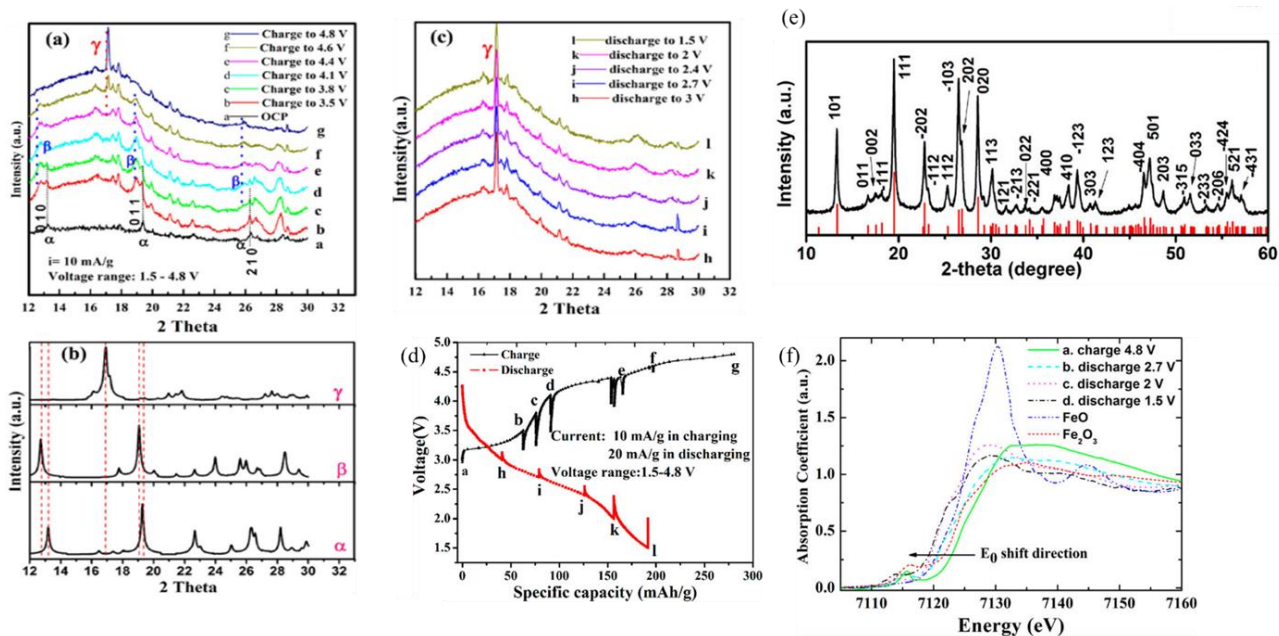 (a)
γ
g Charge to 4.8 V
f Charge to 4.6 V
e Charge to 4.4 V
d Charge to 4.1 V
c Charge to 3.8 V
b Charge to 3.5 V
a OCP
β
β
β
g
f
e
d
c
b
a
0 1 0
α
0 1 1
α
α
2 1 0
i= 10 mA/g
Voltage range: 1.5 - 4.8 V
Intensity (a.u.)
12 14 16 18 20 22 24 26 28 30 32
2 Theta
(b)
γ
β
α
Intensity (a.u.)
12 14 16 18 20 22 24 26 28 30 32
2 Theta
(c)
γ
l discharge to 1.5 V
k discharge to 2 V
j discharge to 2.4 V
i discharge to 2.7 V
h discharge to 3 V
l
k
j
i
h
Intensity(a.u.)
12 14 16 18 20 22 24 26 28 30 32
2 Theta
(d)
Charge
Discharge
5.0
4.5
4.0
3.5
3.0
2.5
2.0
1.5
a
b
c
d
e
f
g
h
i
j
k
l
Current: 10 mA/g in charging
20 mA/g in discharging
Voltage range:1.5-4.8 V
Voltage(V)
0 50 100 150 200 250 300
Specific capacity (mAh/g)
(e)
101
011
002
-111
111
-202
-112
112
-103
202
020
113
121
-213
022
-221
400
410
-123
303
123
-404
501
203
-315
033
-233
-206
-424
521
-431
Intensity (a.u.)
10 20 30 40 50 60
2-theta (degree)
(f)
a. charge 4.8 V
b. discharge 2.7 V
c. discharge 2 V
d. discharge 1.5 V
FeO
Fe2O3
E0 shift direction
2.0
1.5
1.0
0.5
0.0
Absorption Coefficient (a.u.)
7110 7120 7130 7140 7150 7160
Energy (eV)